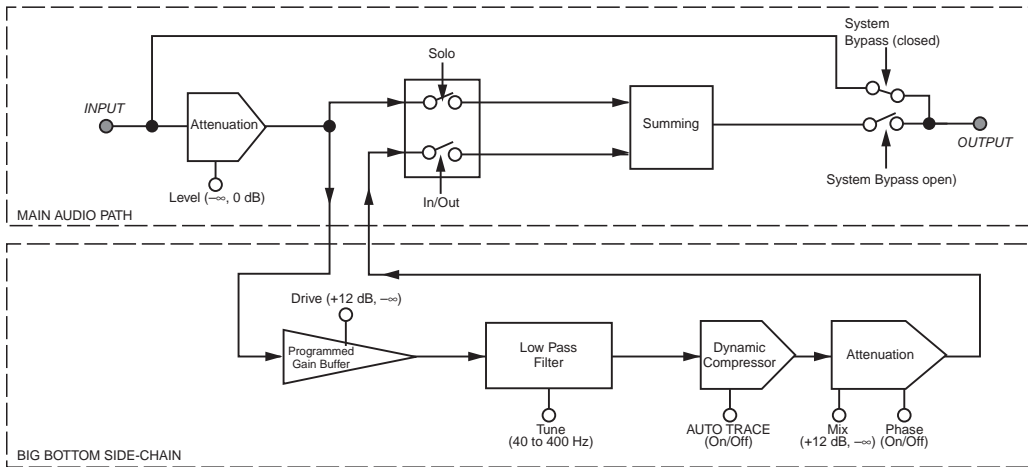 System
Bypass (closed)
Solo
INPUT
Attenuation
Summing
OUTPUT
System Bypass open)
Level (–∞, 0 dB)
In/Out
MAIN AUDIO PATH
Drive (+12 dB, –∞)
Programmed
Gain Buffer
Low Pass
Filter
Dynamic
Compressor
Attenuation
Tune
(40 to 400 Hz)
AUTO TRACE
(On/Off)
Mix
(+12 dB, –∞)
Phase
(On/Off)
BIG BOTTOM SIDE-CHAIN